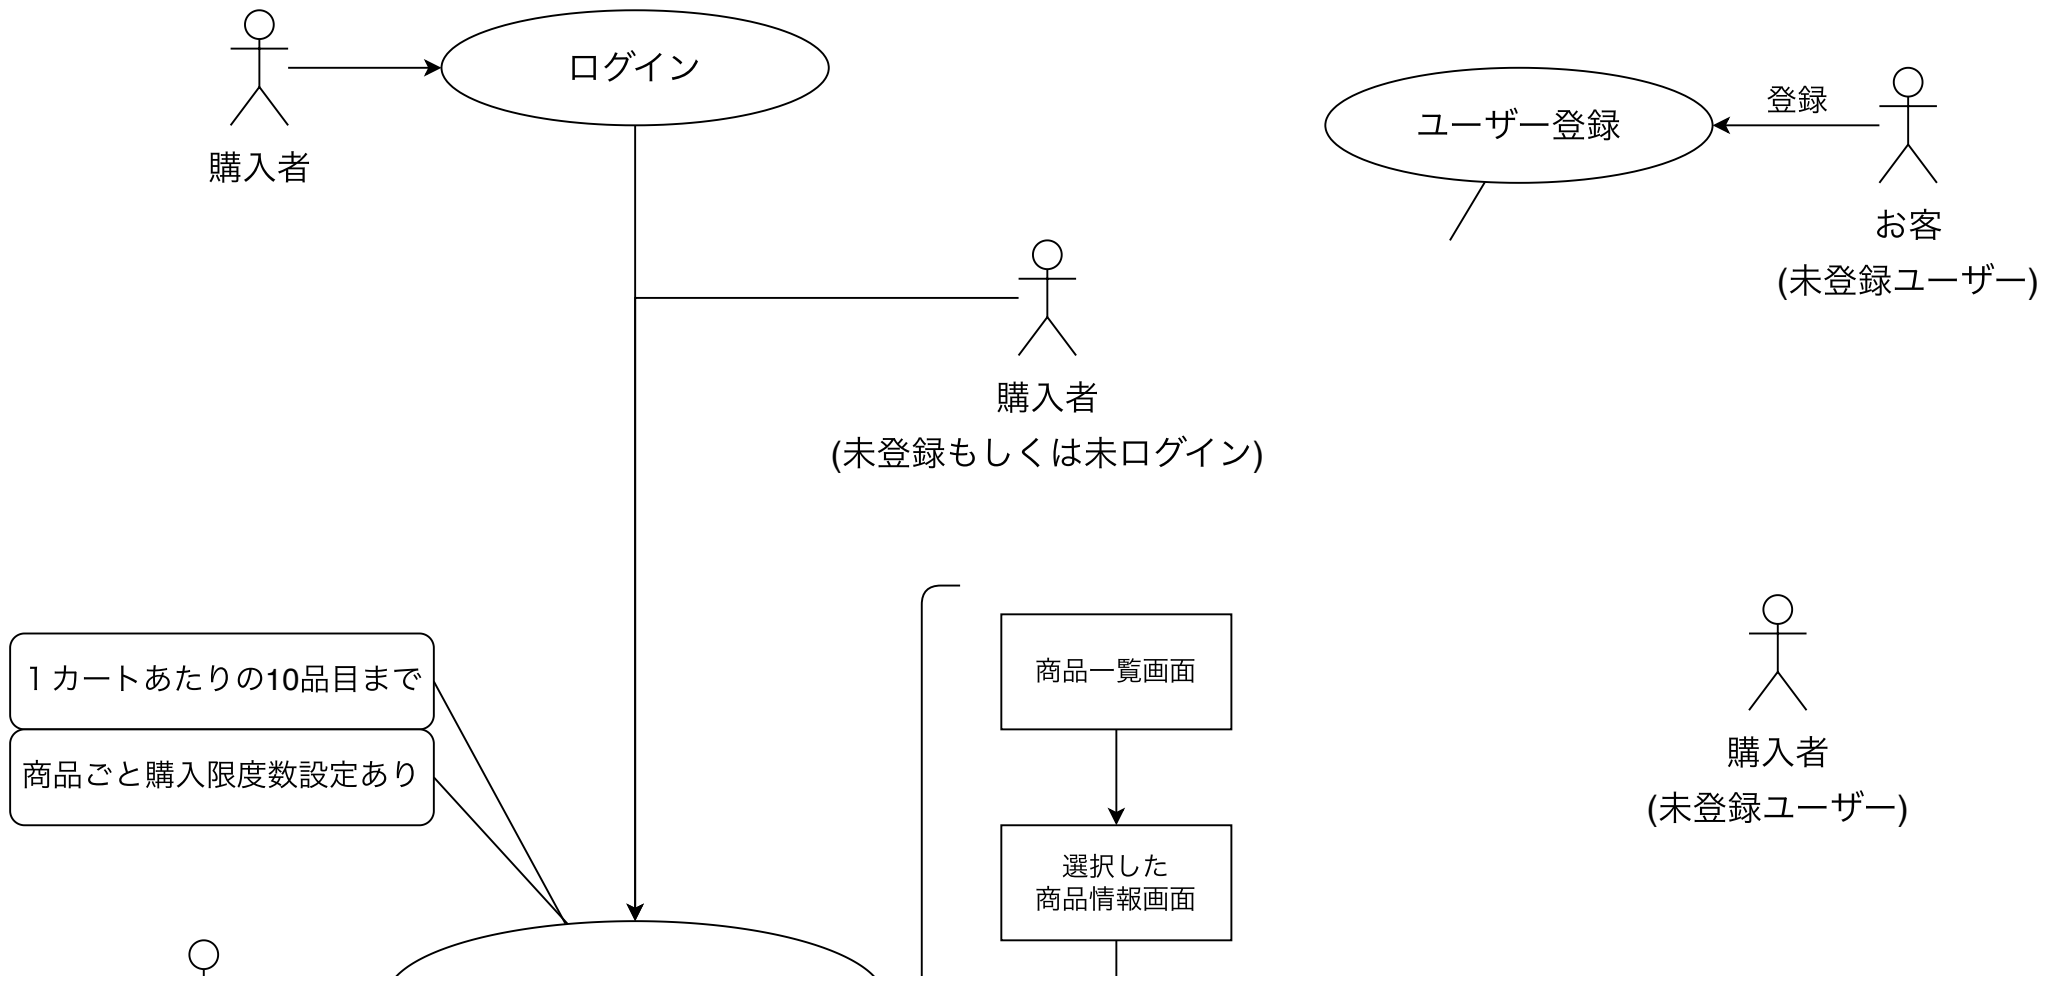 ログイン
購入者
登録
ユーザー登録
お客
(未登録ユーザー)
購入者
(未登録もしくは未ログイン)
１カートあたりの10品目まで
商品ごと購入限度数設定あり
商品一覧画面
選択した
商品情報画面
購入者
(未登録ユーザー)